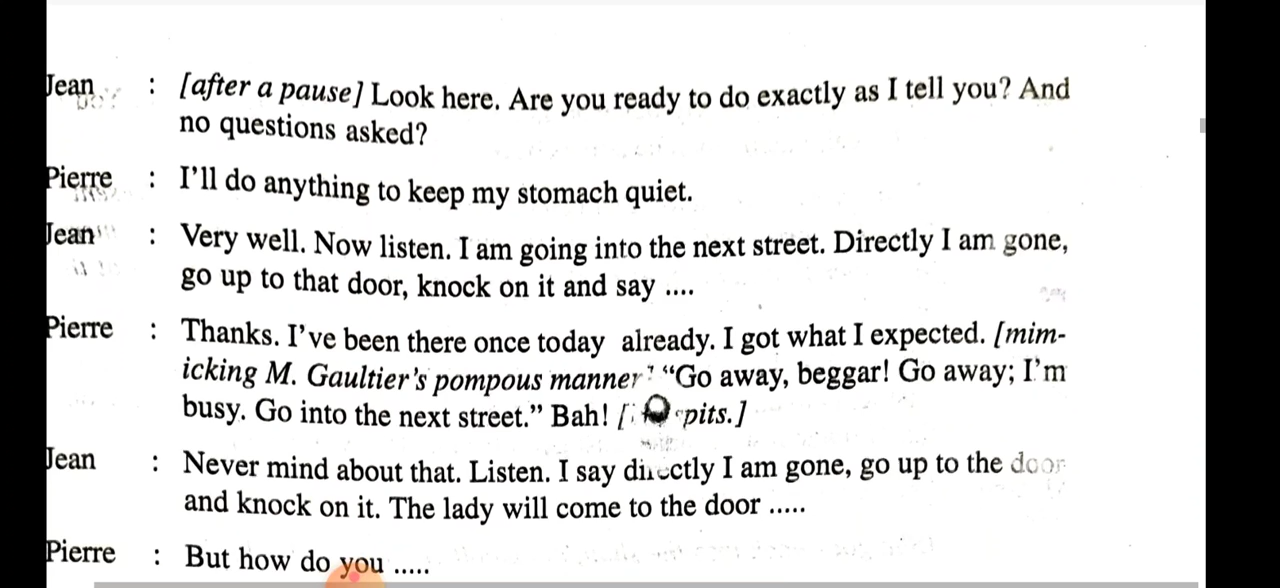 Jean : [after a pause] Look here. Are you ready to do exactly as I tell you? And
no questions asked?
Pierre : I'll do anything to keep my stomach quiet.
Jean : Very well. Now listen. I am going into the next street. Directly I am gone,
go up to that door, knock on it and say ....
Pierre : Thanks. I've been there once today already. I got what I expected. [mim-
icking M. Gaultier's pompous manner] “Go away, beggar! Go away; I'm
busy. Go into the next street.” Bah! [ pits.]
Jean : Never mind about that. Listen. I say directly I am gone, go up to the door
and knock on it. The lady will come to the door .....
Pierre : But how do you .....